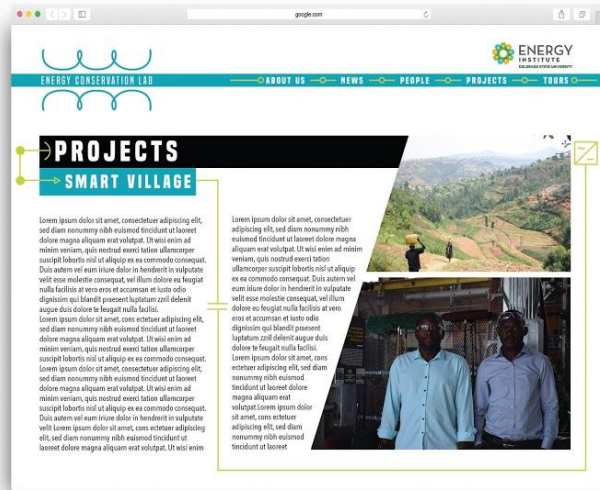 google.com
ENERGY
INSTITUTE
COLORADO STATE UNIVERSITY
ENERGY CONSERVATION LAB
ABOUT US
NEWS
PEOPLE
PROJECTS
TOURS
PROJECTS
SMART VILLAGE
Lorem ipsum dolor sit amet, consectetuer adipiscing elit,
sed diam nonummy nibh euismod tincidunt ut laoreet
dolore magna aliquam erat volutpat. Ut wisi enim ad
minim veniam, quis nostrud exerci tation ullamcorper
suscipit lobortis nisl ut aliquip ex ea commodo consequat.
Duis autem vel eum iriure dolor in hendrerit in vulputate
velit esse molestie consequat, vel illum dolore eu feugiat
nulla facilisis at vero eros et accumsan et iusto odio
dignissim qui blandit praesent luptatum zzril delenit
augue duis dolore te feugait nulla facilisi.
Lorem ipsum dolor sit amet, cons ectetuer adipiscing elit,
sed diam nonummy nibh euismod tincidunt ut laoreet
dolore magna aliquam erat volutpat. Ut wisi enim ad
minim veniam, quis nostrud exerci tation ullamcorper
suscipit lobortis nisl ut aliquip ex ea commodo consequat.
Lorem ipsum dolor sit amet, cons ectetuer adipiscing elit,
sed diam nonummy nibh euismod tincidunt ut laoreet
dolore magna aliquam erat volutpat. Ut wisi enim ad
minim veniam, quis nostrud exerci tation ullamcorper
suscipit lobortis nisl ut aliquip ex ea commodo consequat.
Duis autem vel eum iriure dolor in hendrerit in vulputate
velit Lorem ipsum dolor sit amet, cons ectetuer adipiscing
elit, sed diam nonummy nibh euismod tincidunt ut
laoreet dolore magna aliquam erat volutpat. Ut wisi enim
Lorem ipsum dolor sit amet, consectetuer
adipiscing elit, sed diam nonummy nibh
euismod tincidunt ut laoreet dolore magna
aliquam erat volutpat. Ut wisi enim ad minim
veniam, quis nostrud exerci tation
ullamcorper suscipit lobortis nisl ut aliquip
ex ea commodo consequat. Duis autem vel
eum iriure dolor in hendrerit in vulputate
velit esse molestie consequat, vel illum
dolore eu feugiat nulla facilisis at vero
eros et accumsan et iusto odio
dignissim qui blandit praesent
luptatum zzril delenit augue duis
dolore te feugait nulla facilisi.
Lorem ipsum dolor sit amet, cons
ectetuer adipiscing elit, sed diam
nonummy nibh euismod
tincidunt ut laoreet dolore
magna aliquam erat
volutpat.Lorem ipsum dolor
sit amet, cons ectetuer
adipiscing elit, sed diam
nonummy nibh euismod
tincidunt ut laoreet